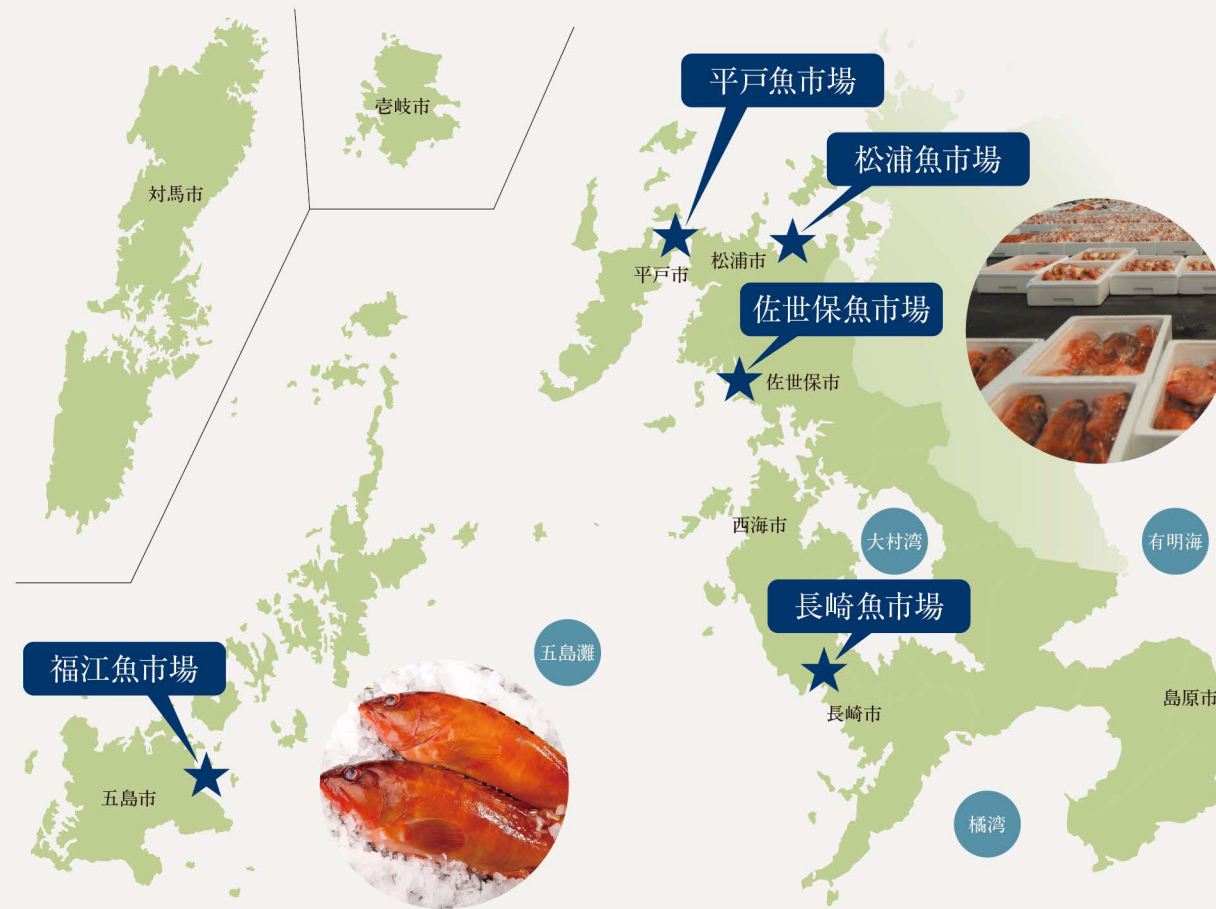 平戸魚市場
壱岐市
松浦魚市場
対馬市
松浦市
平戸市
佐世保魚市場
佐世保市
西海市
大村湾
有明海
長崎魚市場
五島灘
福江魚市場
島原市
長崎市
五島市
橘湾